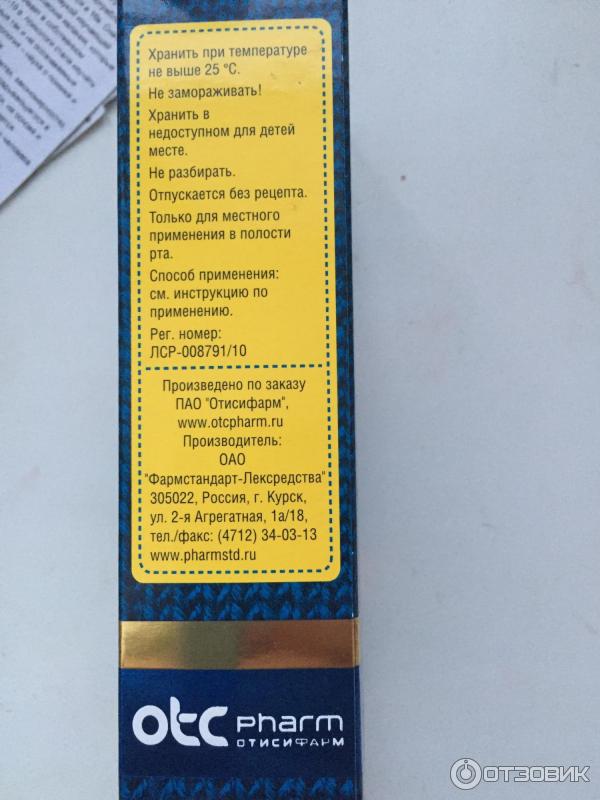 Хранить при температуре
не выше 25 °С.
Не замораживать!
Хранить в
недоступном для детей
месте.
Не разбирать.
Отпускается без рецепта.
Только для местного
применения в полости
рта.
Способ применения:
см. инструкцию по
применению.
Рег. номер:
ЛСР-008791/10
Произведено по заказу
ПАО "Отисифарм",
www.otcpharm.ru
Производитель:
ОАО
"Фармстандарт-Лексредства"
305022, Россия, г. Курск,
ул. 2-я Агрегатная, 1а/18,
тел./факс: (4712) 34-03-13
www.pharmstd.ru
otc pharm
ОТИСИФАРМ
ОТЗОВИК